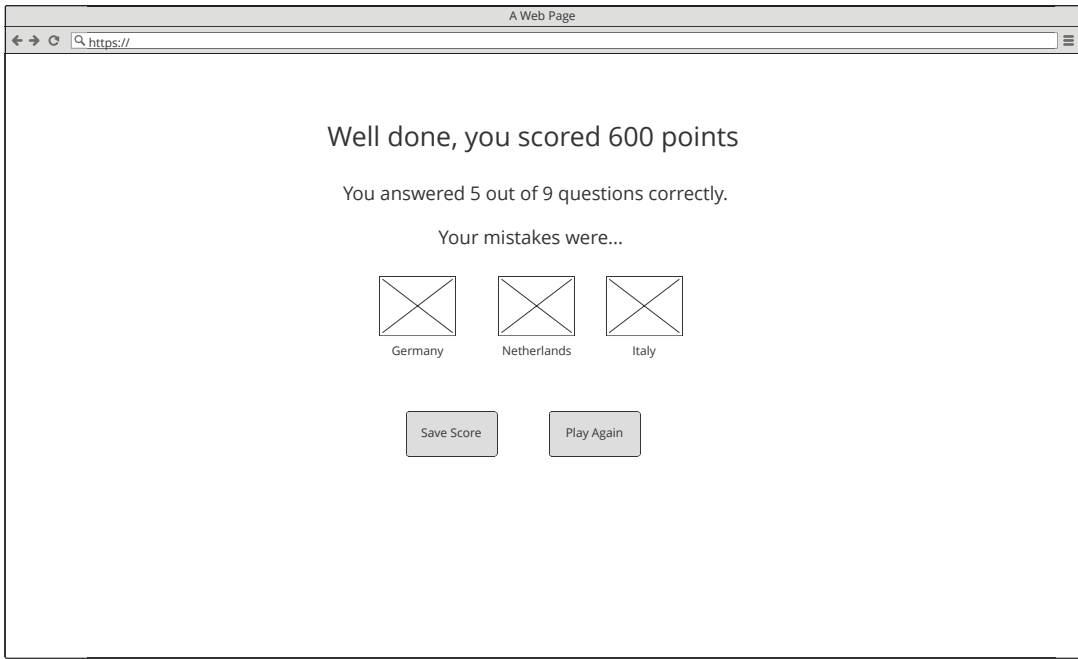 A Web Page
https://
Well done, you scored 600 points
You answered 5 out of 9 questions correctly.
Your mistakes were...
Germany Netherlands Italy
Save Score Play Again